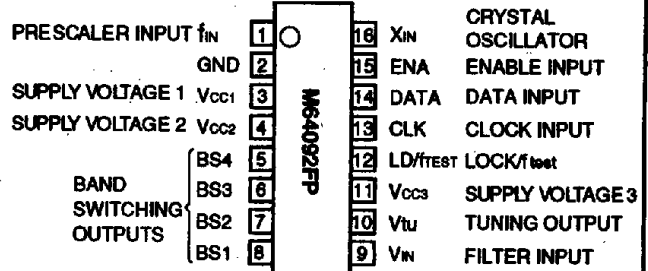 PRESCALER INPUT fIN 1
GND 2
SUPPLY VOLTAGE 1 Vcc1 3
SUPPLY VOLTAGE 2 Vcc2 4
BS4 5
BS3 6
BS2 7
BS1 8
BAND
SWITCHING
OUTPUTS
M64092FP
16 XIN CRYSTAL
OSCILLATOR
15 ENA ENABLE INPUT
14 DATA DATA INPUT
13 CLK CLOCK INPUT
12 LD/fTEST LOCK/ftest
11 Vcc3 SUPPLY VOLTAGE 3
10 Vtu TUNING OUTPUT
9 VIN FILTER INPUT